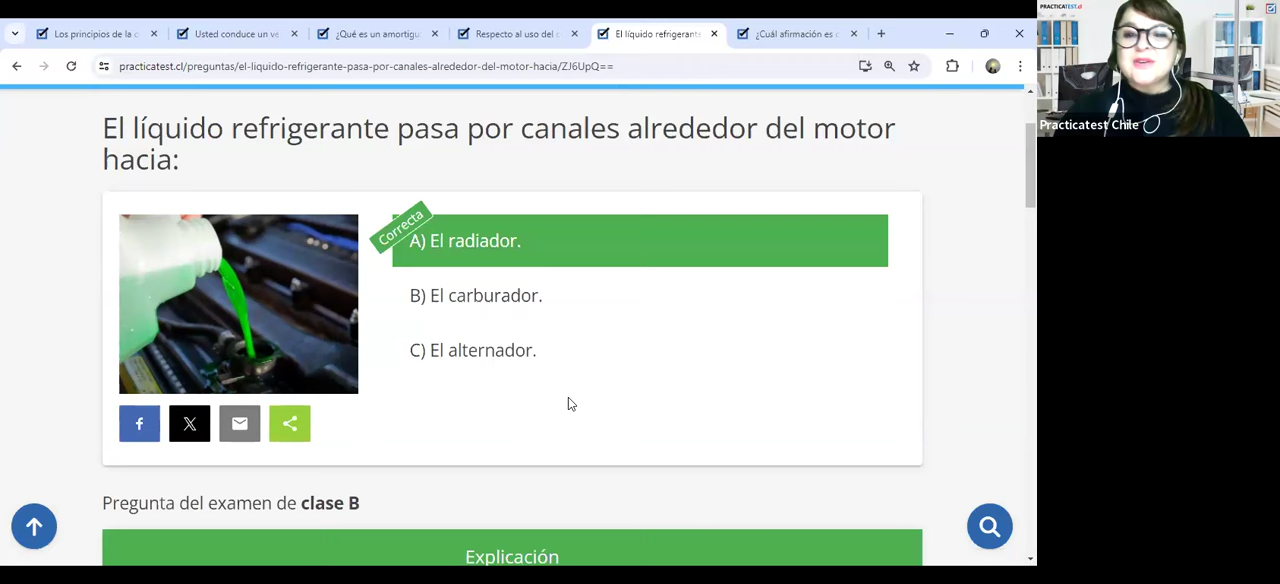 Los principios de la c
Usted conduce un ve
¿Qué es un amortigu
Respecto al uso del c
El líquido refrigerante
¿Cuál afirmación es c
practicatest.cl/preguntas/el-liquido-refrigerante-pasa-por-canales-alrededor-del-motor-hacia/ZJ6UpQ==
PRACTICATEST.cl
Practicatest Chile
El líquido refrigerante pasa por canales alrededor del motor
hacia:
Correcta
A) El radiador.
B) El carburador.
C) El alternador.
Pregunta del examen de clase B
Explicación